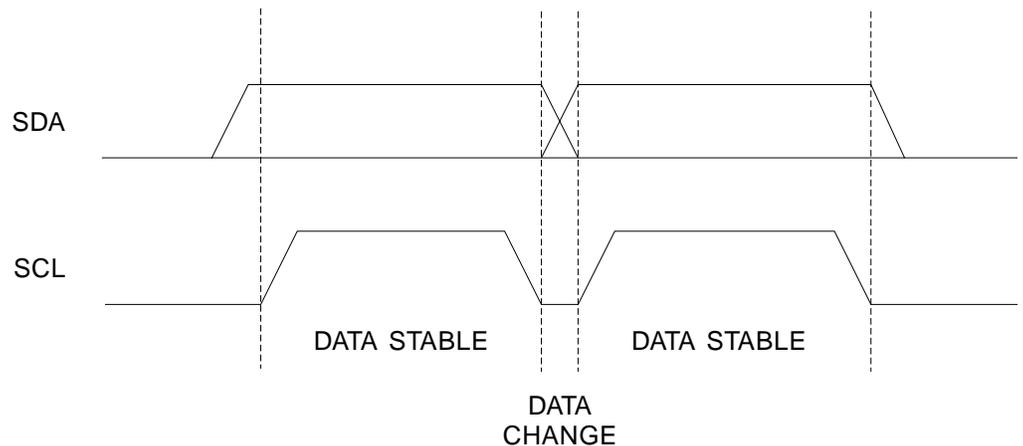 SDA
SCL
DATA STABLE
DATA STABLE
DATA
CHANGE